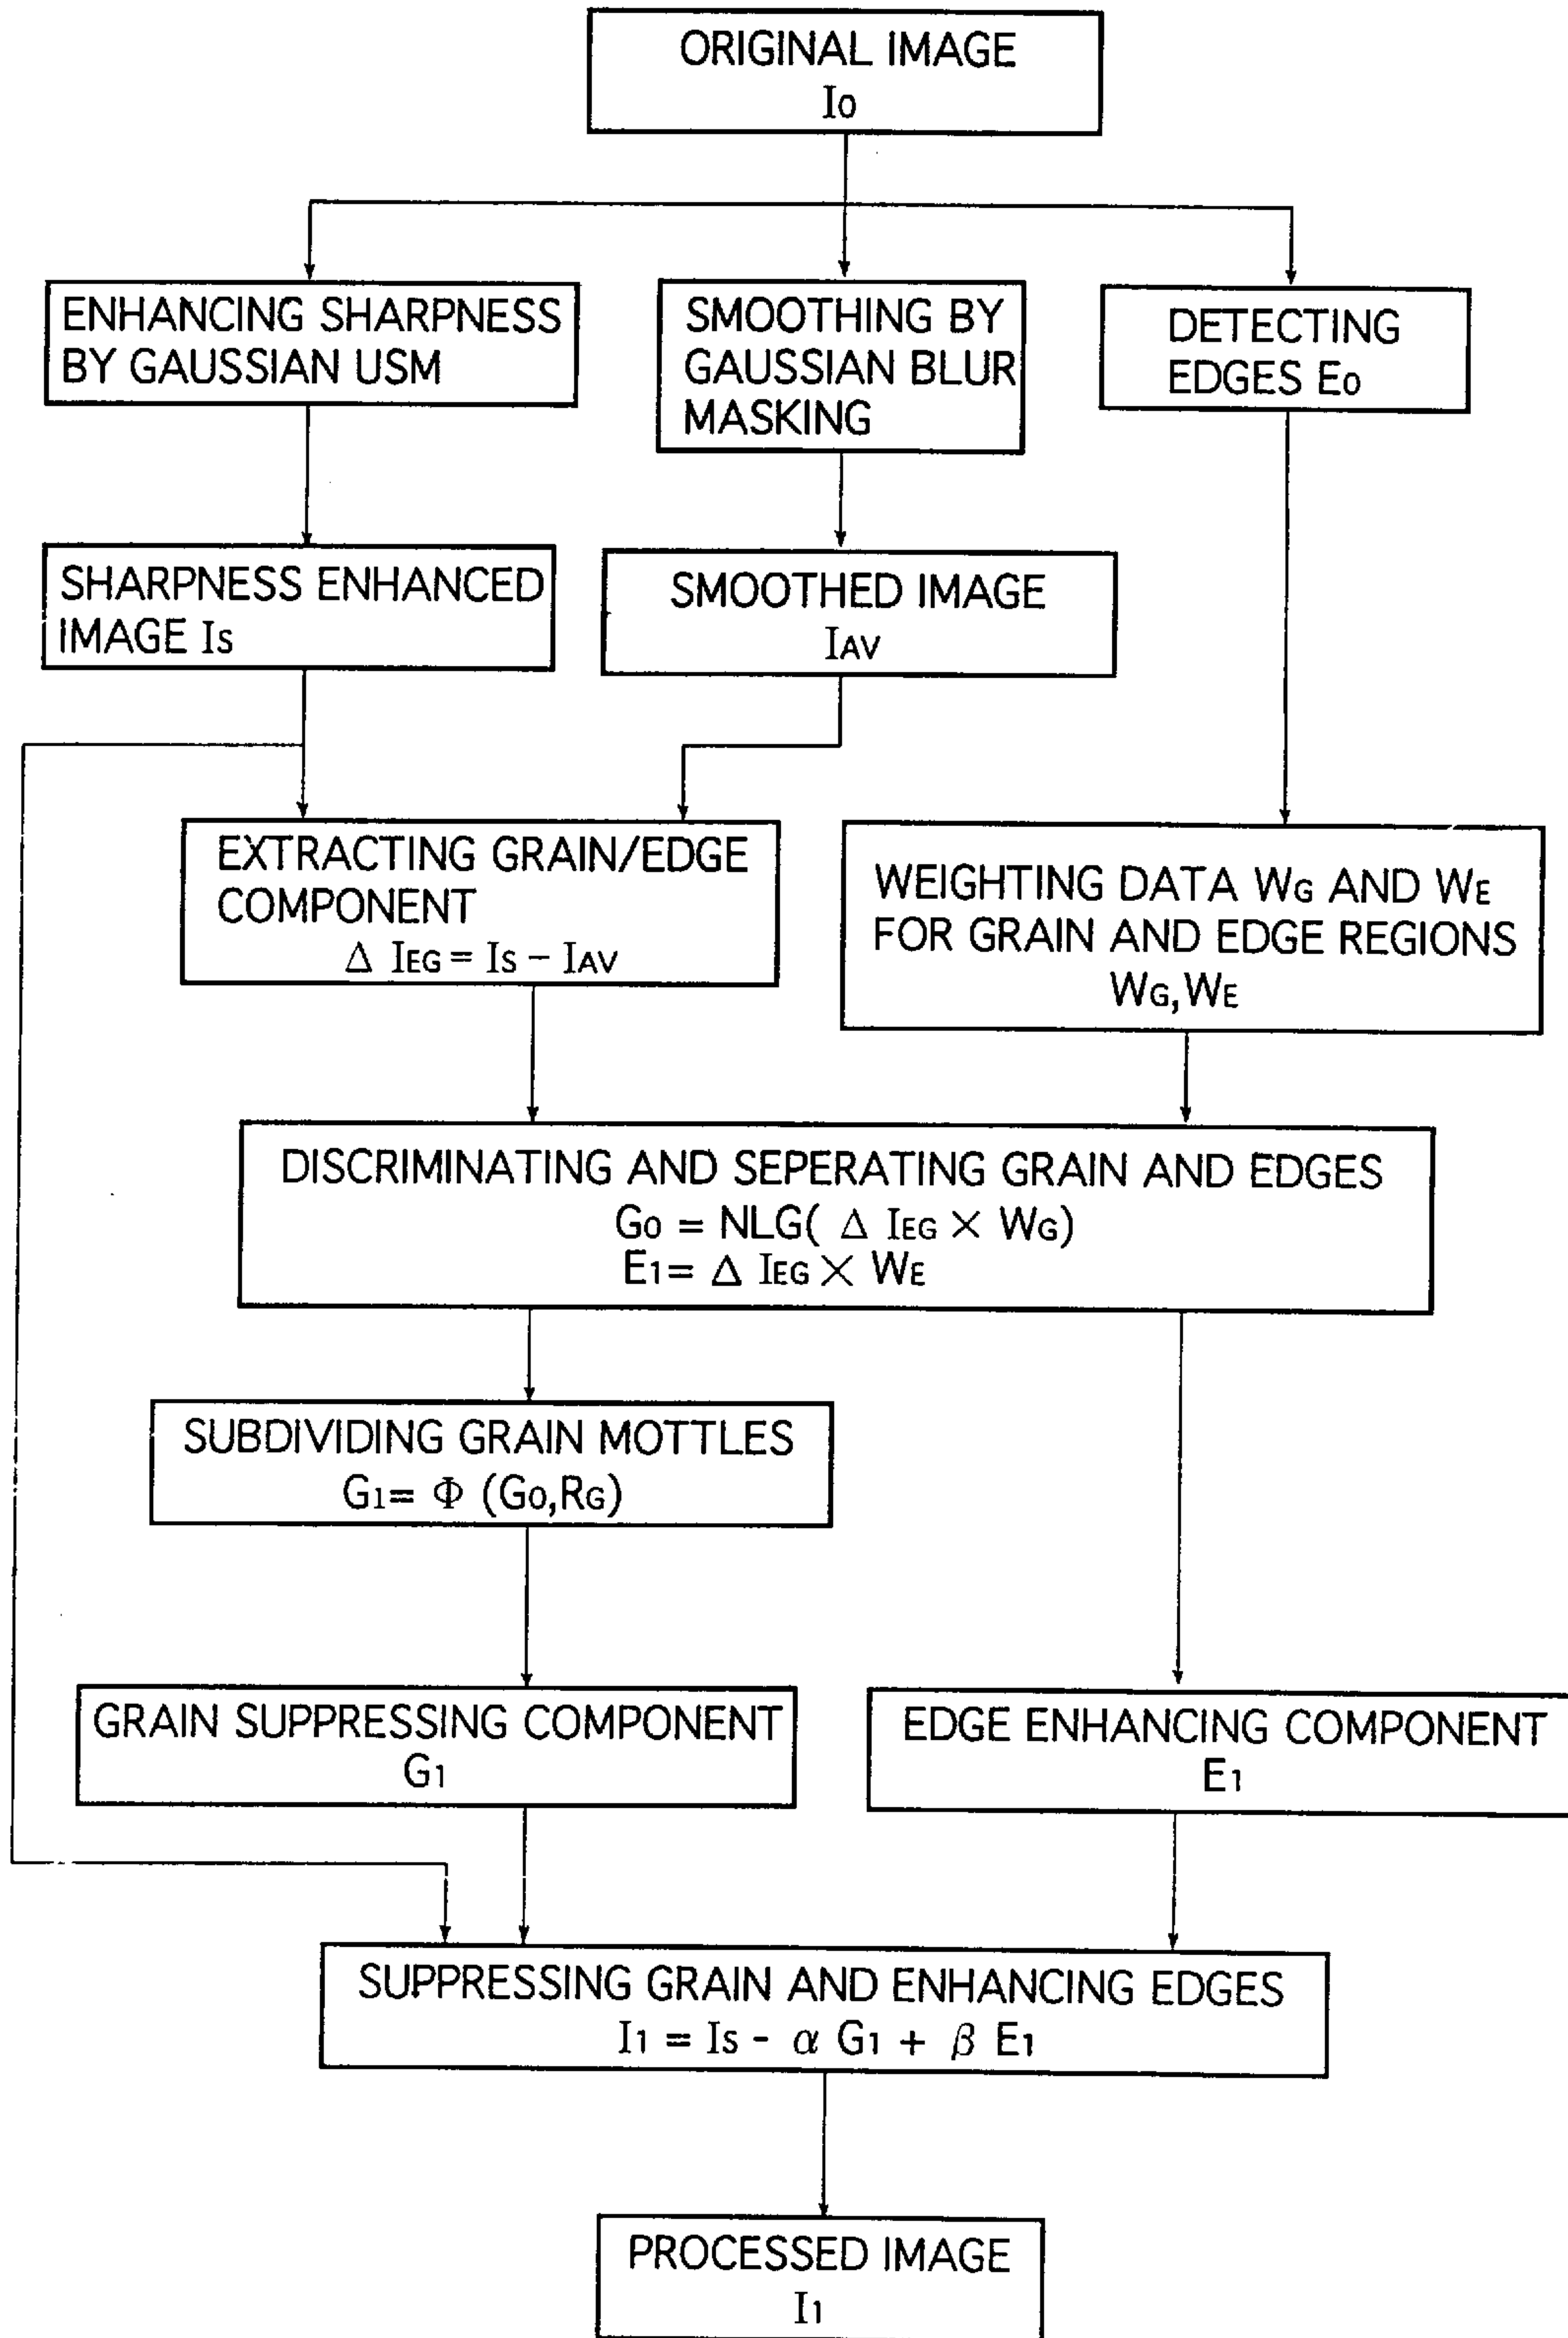 ORIGINAL IMAGE
I0
ENHANCING SHARPNESS
BY GAUSSIAN USM
SMOOTHING BY
GAUSSIAN BLUR
MASKING
DETECTING
EDGES E0
SHARPNESS ENHANCED
IMAGE IS
SMOOTHED IMAGE
IAV
EXTRACTING GRAIN/EDGE
COMPONENT
Δ IEG = IS – IAV
WEIGHTING DATA WG AND WE
FOR GRAIN AND EDGE REGIONS
WG,WE
DISCRIMINATING AND SEPERATING GRAIN AND EDGES
G0 = NLG( Δ IEG × WG)
E1= Δ IEG × WE
SUBDIVIDING GRAIN MOTTLES
G1= Φ (G0,RG)
GRAIN SUPPRESSING COMPONENT
G1
EDGE ENHANCING COMPONENT
E1
SUPPRESSING GRAIN AND ENHANCING EDGES
I1 = IS - α G1 + β E1
PROCESSED IMAGE
I1